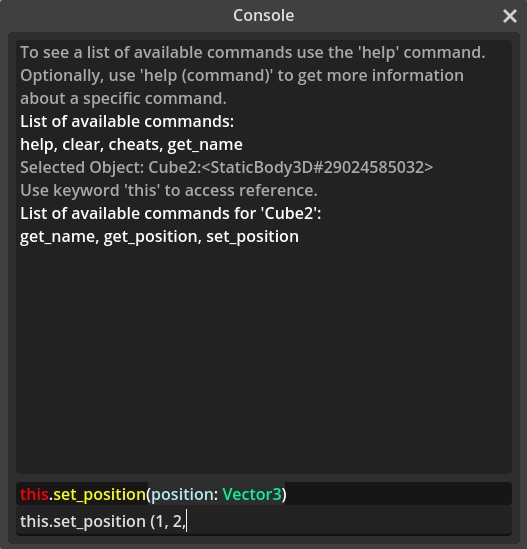 Console
To see a list of available commands use the 'help' command.
Optionally, use 'help (command)' to get more information
about a specific command.
List of available commands:
help, clear, cheats, get_name
Selected Object: Cube2:<StaticBody3D#29024585032>
Use keyword 'this' to access reference.
List of available commands for 'Cube2':
get_name, get_position, set_position
this.set_position(position: Vector3)
this.set_position (1, 2,